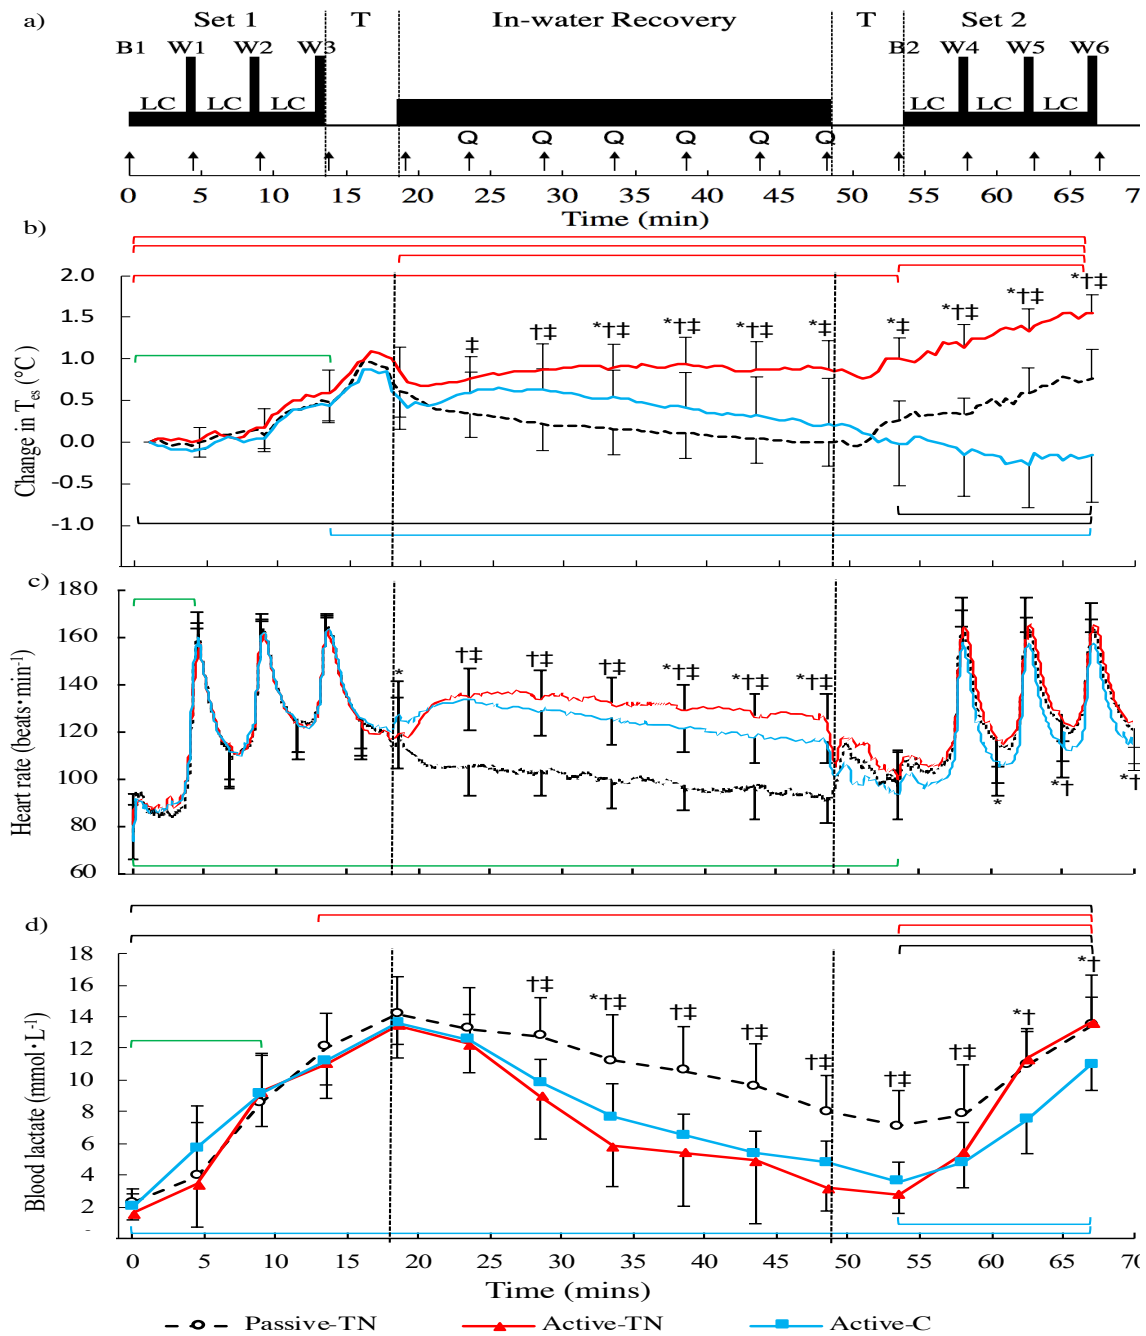 a) Set 1 T In-water Recovery T Set 2
B1 W1 W2 W3 B2 W4 W5 W6
LC LC LC LC LC LC
Q Q Q Q Q Q
0 5 10 15 20 25 30 35 40 45 50 55 60 65 70
Time (min)
b)
Change in Tes (°C)
2.0
1.5
1.0
0.5
0.0
-0.5
-1.0
‡ †‡ *†‡ *†‡ *†‡ *‡ *‡ *†‡ *†‡ *†‡
c)
Heart rate (beats·min-1)
180
160
140
120
100
80
60
* †‡ †‡ †‡ *†‡ *†‡ *†‡ * *† *†
d)
Blood lactate (mmol·L-1)
18
16
14
12
10
8
6
4
2
-
†‡ *†‡ †‡ †‡ †‡ †‡ †‡ *† *†
0 5 10 15 20 25 30 35 40 45 50 55 60 65 70
Time (mins)
Passive-TN Active-TN Active-C